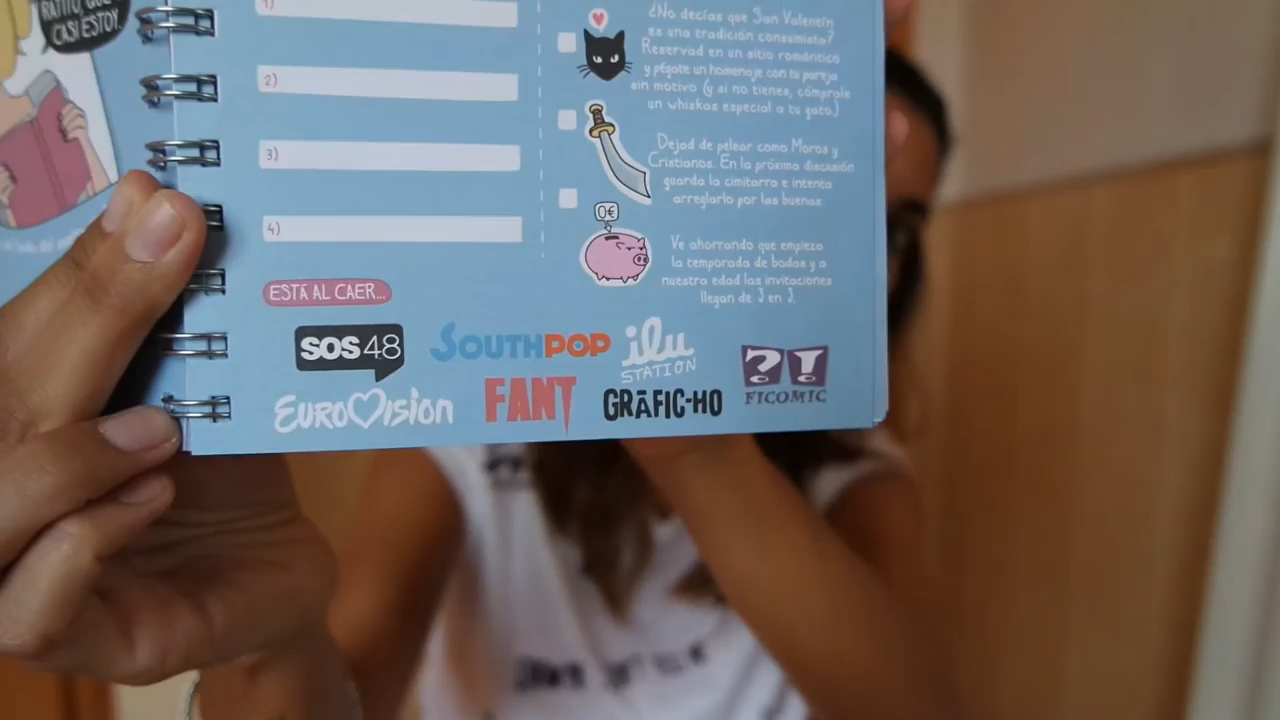 RATITO, QUE
CASI ESTOY
1)
2)
3)
4)
¿No decías que San Valentín
es una tradición consumista?
Reservad en un sitio romántico
y pégate un homenaje con tu pareja
sin motivo (y si no tienes, cómprale
un whiskas especial a tu gato)
Dejad de pelear como Moros y
Cristianos. En la próxima discusión
guarda la cimitarra e intenta
arreglarlo por las buenas.
0€
Ve ahorrando que empieza
la temporada de bodas y a
nuestra edad las invitaciones
llegan de 3 en 3.
ESTÁ AL CAER...
SOS48
SOUTHPOP
ilu
STATION
?!
FICOMIC
EUROVISION
FANT
GRÀFIC-HO